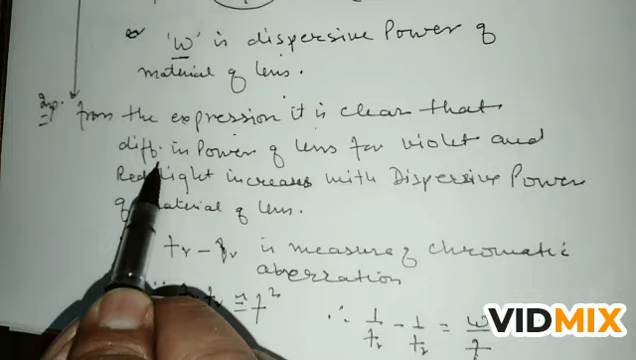 'ω' is dispersive Power of
material of lens.
Imp. from the expression it is clear that
diff. in Power of lens for violet and
Red light increases with Dispersive Power
of material of lens.
fr - fv is measure of chromatic
aberration
≅ f²
∴ 1/fv - 1/fr = ω/f
VIDMIX